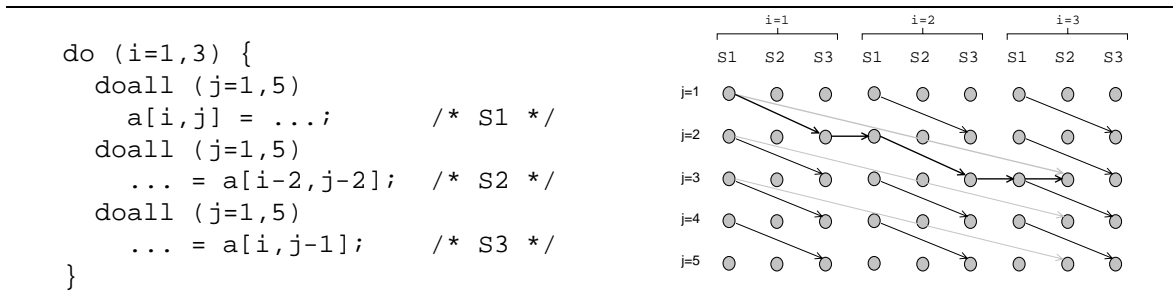 do (i=1,3) {
doall (j=1,5)
a[i,j] = ...; /* S1 */
doall (j=1,5)
... = a[i-2,j-2]; /* S2 */
doall (j=1,5)
... = a[i,j-1]; /* S3 */
}
i=1 i=2 i=3
S1 S2 S3 S1 S2 S3 S1 S2 S3
j=1
j=2
j=3
j=4
j=5